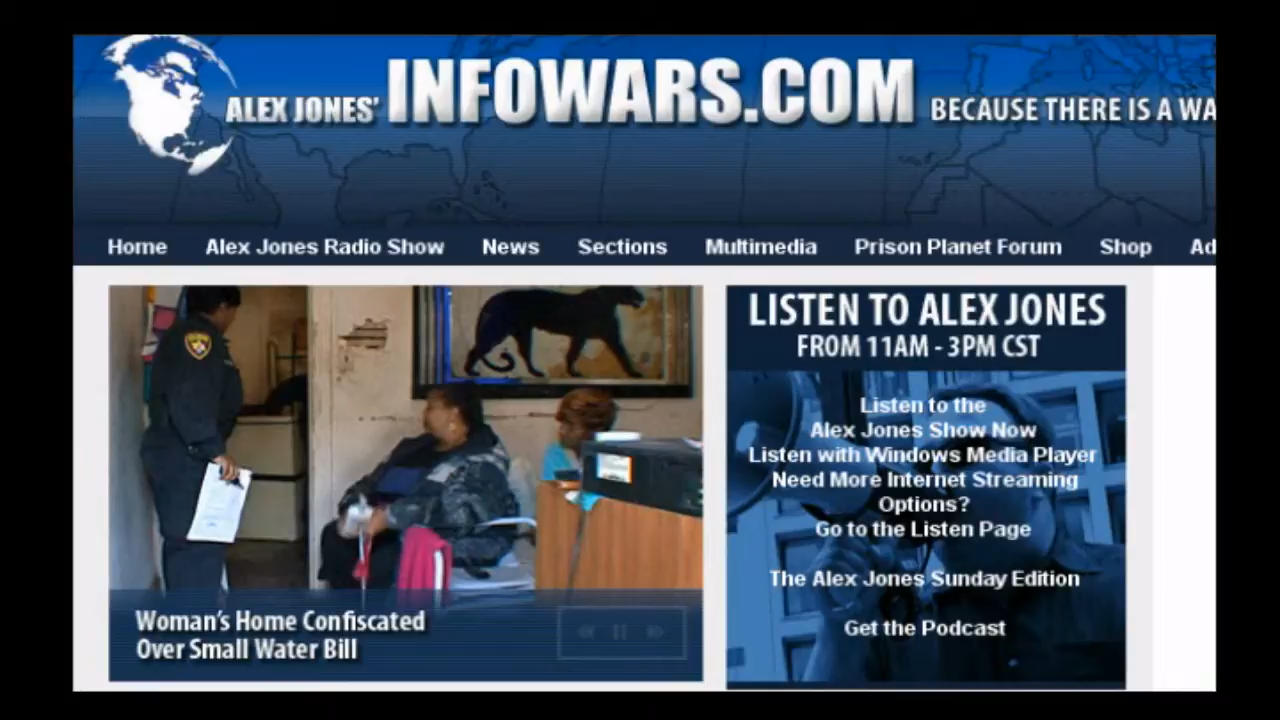 ALEX JONES' INFOWARS.COM BECAUSE THERE IS A WA
Home Alex Jones Radio Show News Sections Multimedia Prison Planet Forum Shop Ad
LISTEN TO ALEX JONES
FROM 11AM - 3PM CST
Listen to the
Alex Jones Show Now
Listen with Windows Media Player
Need More Internet Streaming
Options?
Go to the Listen Page
The Alex Jones Sunday Edition
Get the Podcast
Woman's Home Confiscated
Over Small Water Bill